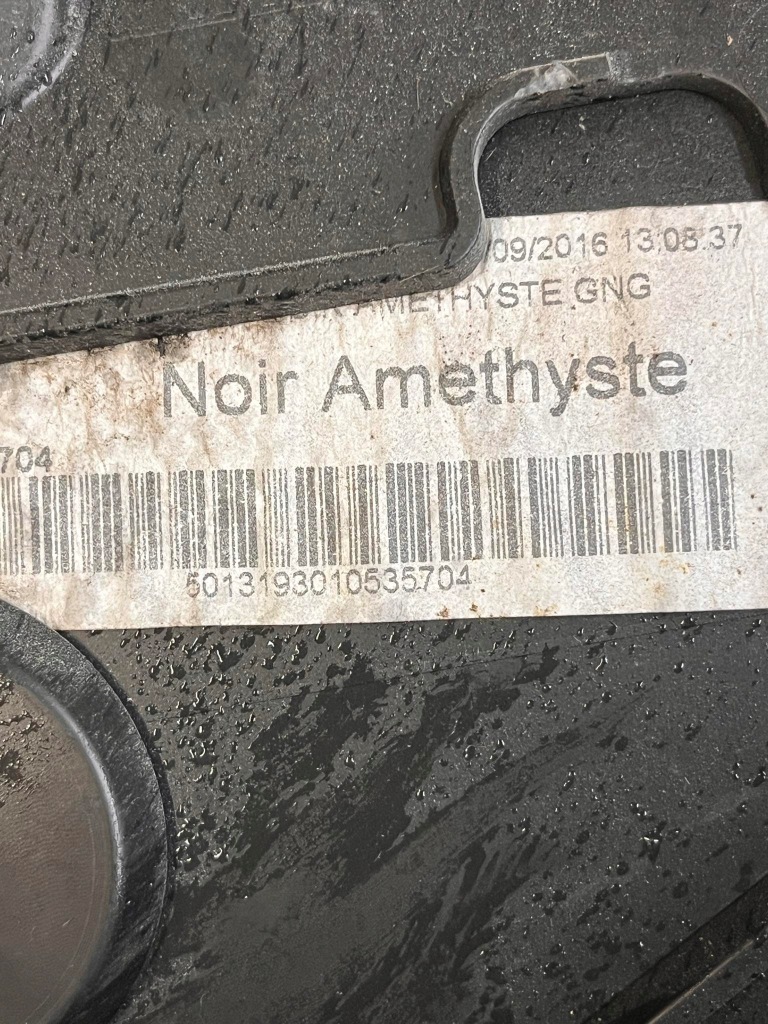 /09/2016 13:08:37
AMETHYSTE GNG
Noir Amethyste
704
5013193010535704